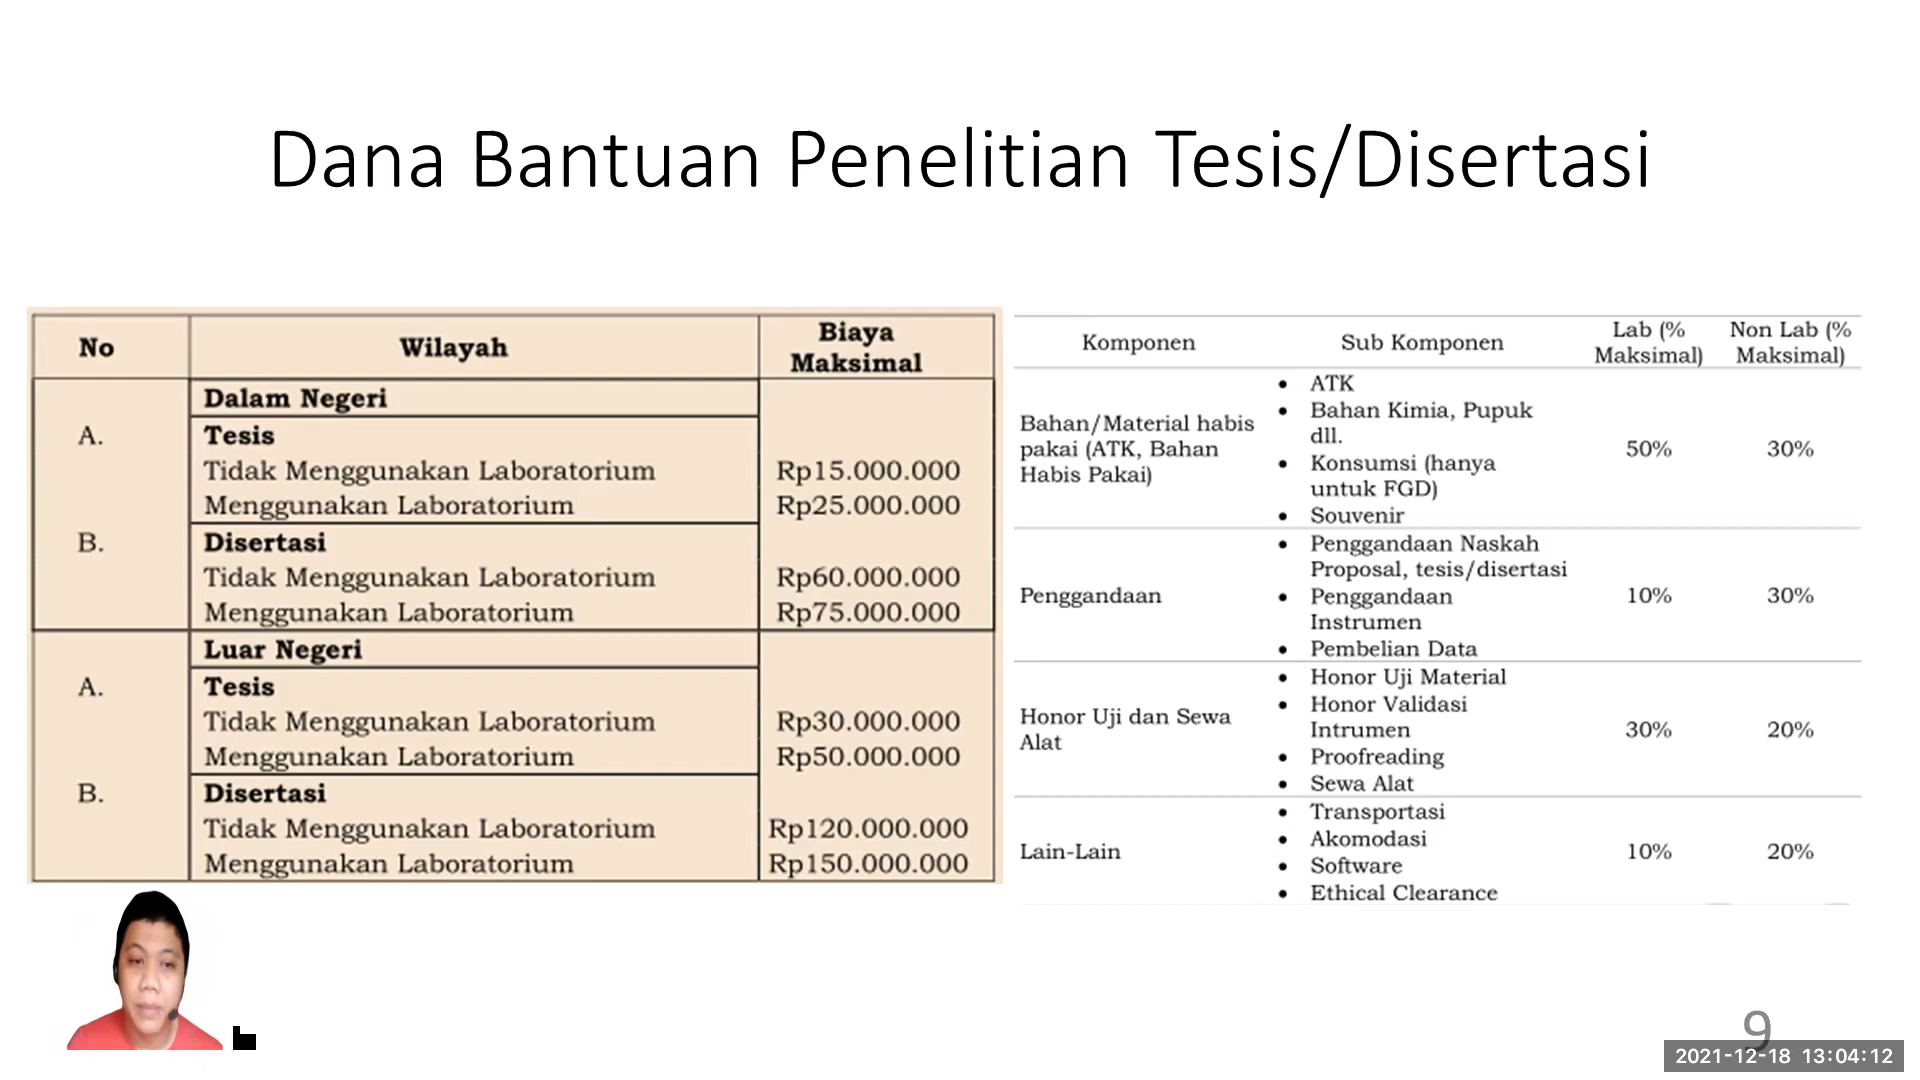 Dana Bantuan Penelitian Tesis/Disertasi
No Wilayah Biaya Maksimal
Dalam Negeri
A. Tesis
Tidak Menggunakan Laboratorium Rp15.000.000
Menggunakan Laboratorium Rp25.000.000
B. Disertasi
Tidak Menggunakan Laboratorium Rp60.000.000
Menggunakan Laboratorium Rp75.000.000
Luar Negeri
A. Tesis
Tidak Menggunakan Laboratorium Rp30.000.000
Menggunakan Laboratorium Rp50.000.000
B. Disertasi
Tidak Menggunakan Laboratorium Rp120.000.000
Menggunakan Laboratorium Rp150.000.000
Komponen Sub Komponen Lab (% Maksimal) Non Lab (% Maksimal)
Bahan/Material habis
pakai (ATK, Bahan
Habis Pakai)
• ATK
• Bahan Kimia, Pupuk
dll.
• Konsumsi (hanya
untuk FGD)
• Souvenir
50% 30%
Penggandaan
• Penggandaan Naskah
Proposal, tesis/disertasi
• Penggandaan
Instrumen
• Pembelian Data
10% 30%
Honor Uji dan Sewa
Alat
• Honor Uji Material
• Honor Validasi
Intrumen
• Proofreading
• Sewa Alat
30% 20%
Lain-Lain
• Transportasi
• Akomodasi
• Software
• Ethical Clearance
10% 20%
9
2021-12-18 13:04:12